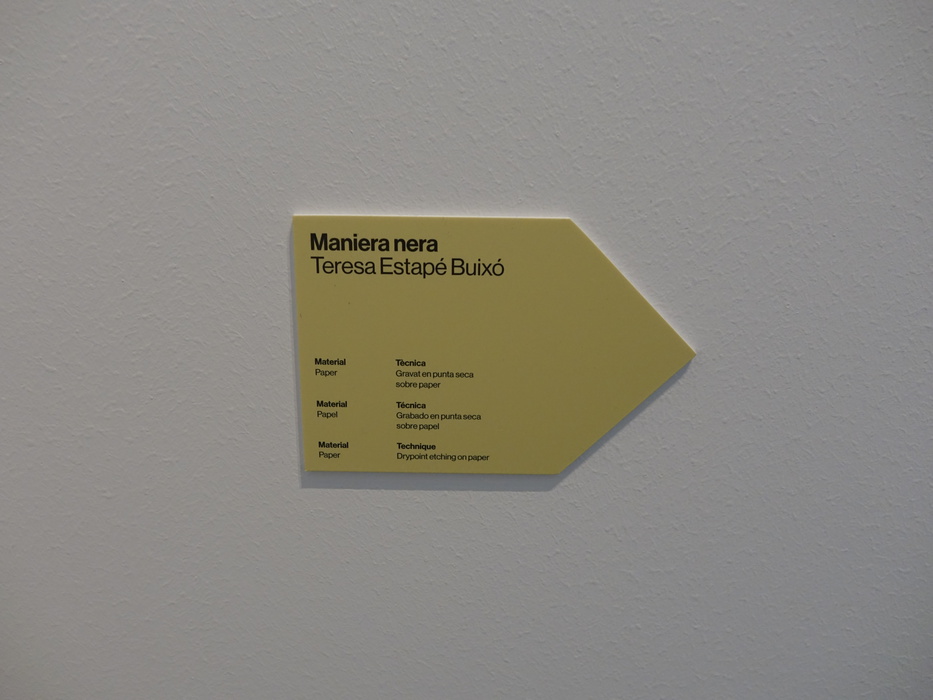 Maniera nera
Teresa Estapé Buixó
Material
Paper
Tècnica
Gravat en punta seca
sobre paper
Material
Papel
Técnica
Grabado en punta seca
sobre papel
Material
Paper
Technique
Drypoint etching on paper